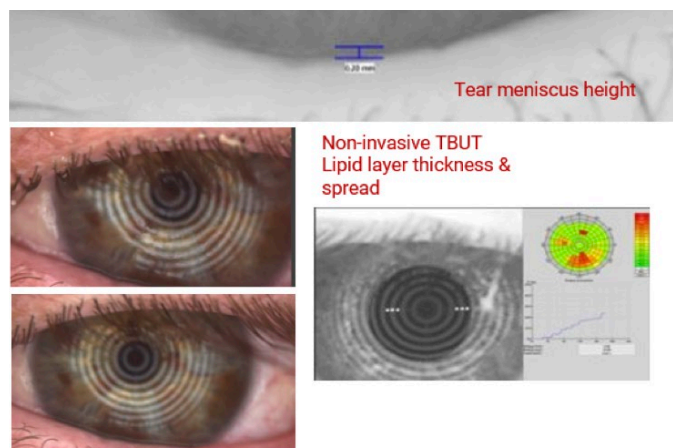 0.20 mm
Tear meniscus height
Non-invasive TBUT
Lipid layer thickness &
spread